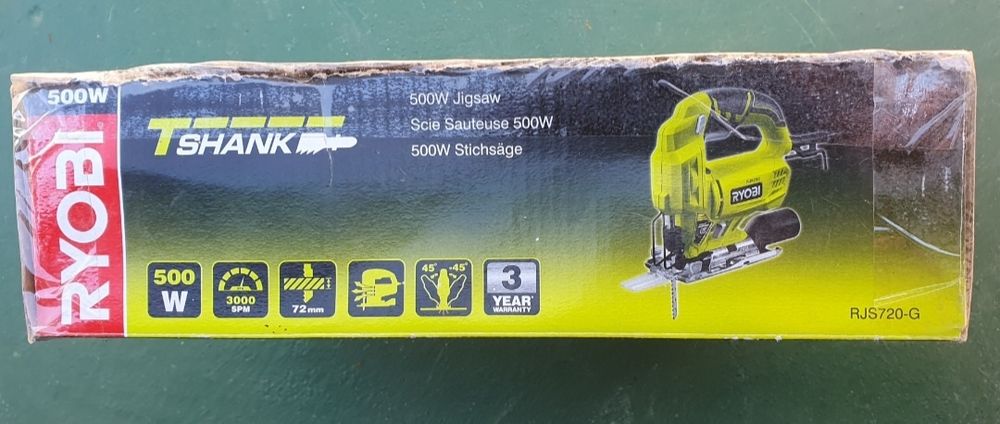 500W
RYOBI
TSHANK
500W Jigsaw
Scie Sauteuse 500W
500W Stichsäge
RYOBI
500
W
3000
SPM
72mm
45° -45°
3
YEAR*
WARRANTY
RJS720-G